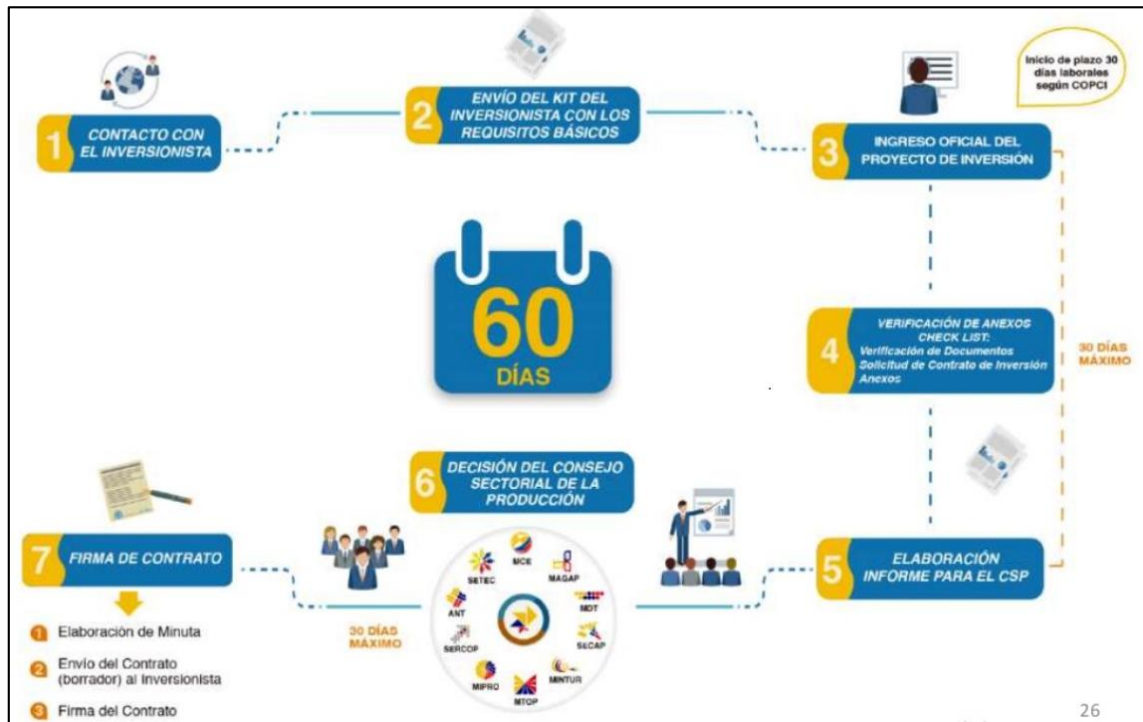 1
CONTACTO CON
EL INVERSIONISTA
2
ENVÍO DEL KIT DEL
INVERSIONISTA CON LOS
REQUISITOS BÁSICOS
Inicio de plazo 30
días laborales
según COPCI
3
INGRESO OFICIAL DEL
PROYECTO DE INVERSIÓN
60
DÍAS
4
VERIFICACIÓN DE ANEXOS
CHECK LIST:
Verificación de Documentos
Solicitud de Contrato de Inversión
Anexos
30 DÍAS
MÁXIMO
5
ELABORACIÓN
INFORME PARA EL CSP
6
DECISIÓN DEL CONSEJO
SECTORIAL DE LA
PRODUCCIÓN
MCE
MAGAP
MDT
SECAP
MINTUR
MTOP
MIPRO
SERCOP
ANT
SETEC
30 DÍAS
MÁXIMO
7
FIRMA DE CONTRATO
1 Elaboración de Minuta
2 Envío del Contrato
(borrador) al Inversionista
3 Firma del Contrato
26